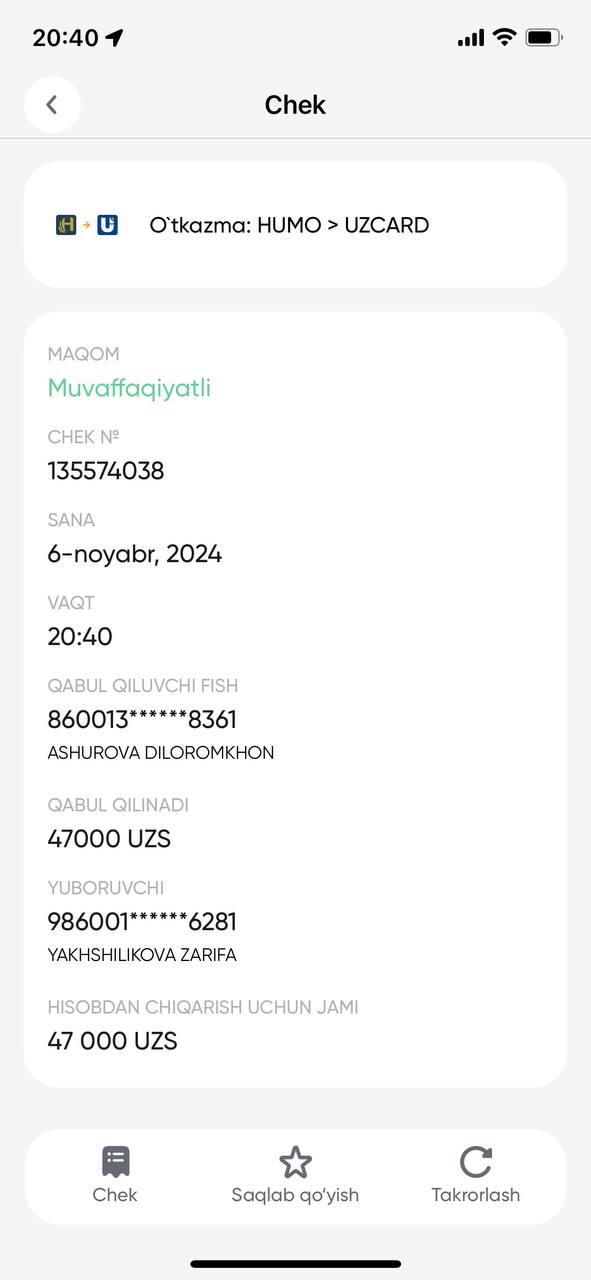 20:40
Chek
O`tkazma: HUMO > UZCARD
MAQOM
Muvaffaqiyatli
CHEK №
135574038
SANA
6-noyabr, 2024
VAQT
20:40
QABUL QILUVCHI FISH
860013******8361
ASHUROVA DILOROMKHON
QABUL QILINADI
47000 UZS
YUBORUVCHI
986001******6281
YAKHSHILIKOVA ZARIFA
HISOBDAN CHIQARISH UCHUN JAMI
47 000 UZS
Chek
Saqlab qo‘yish
Takrorlash